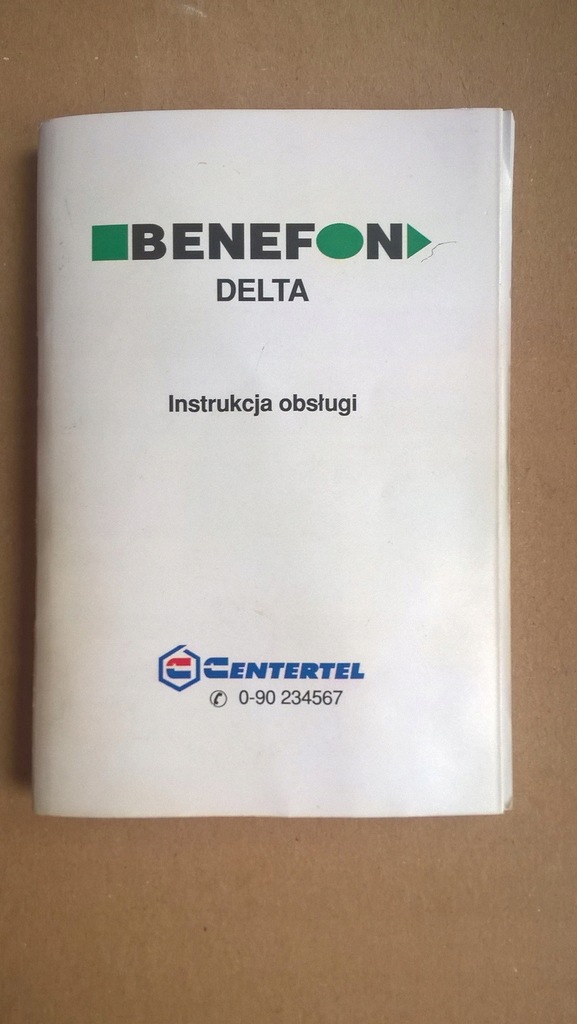 BENEFON
DELTA
Instrukcja obsługi
CENTERTEL
✆ 0-90 234567